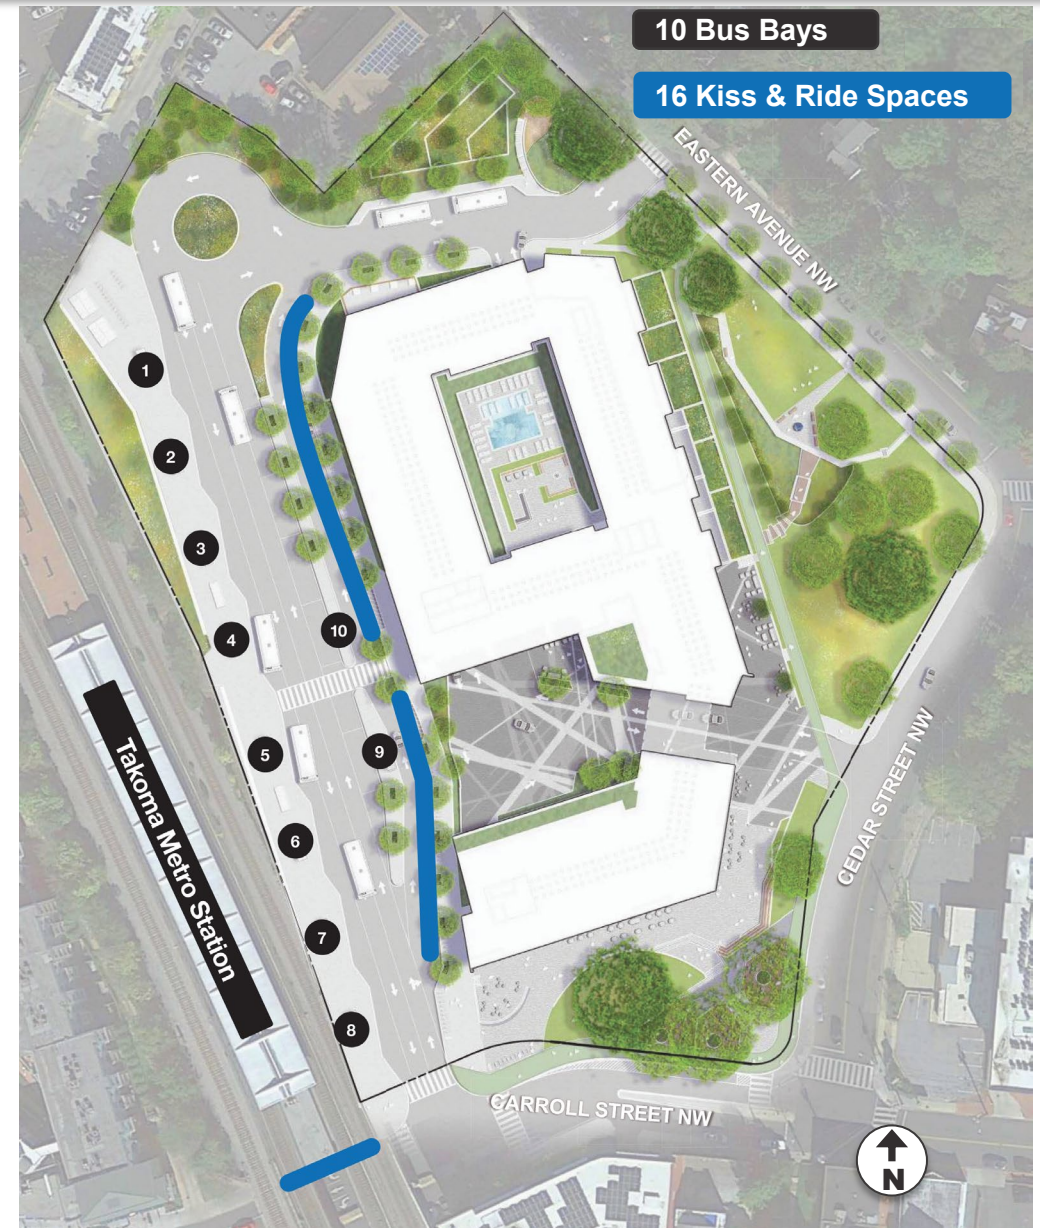 10 Bus Bays
16 Kiss & Ride Spaces
EASTERN AVENUE NW
1
2
3
4
10
5
9
6
7
8
Takoma Metro Station
CEDAR STREET NW
CARROLL STREET NW
N